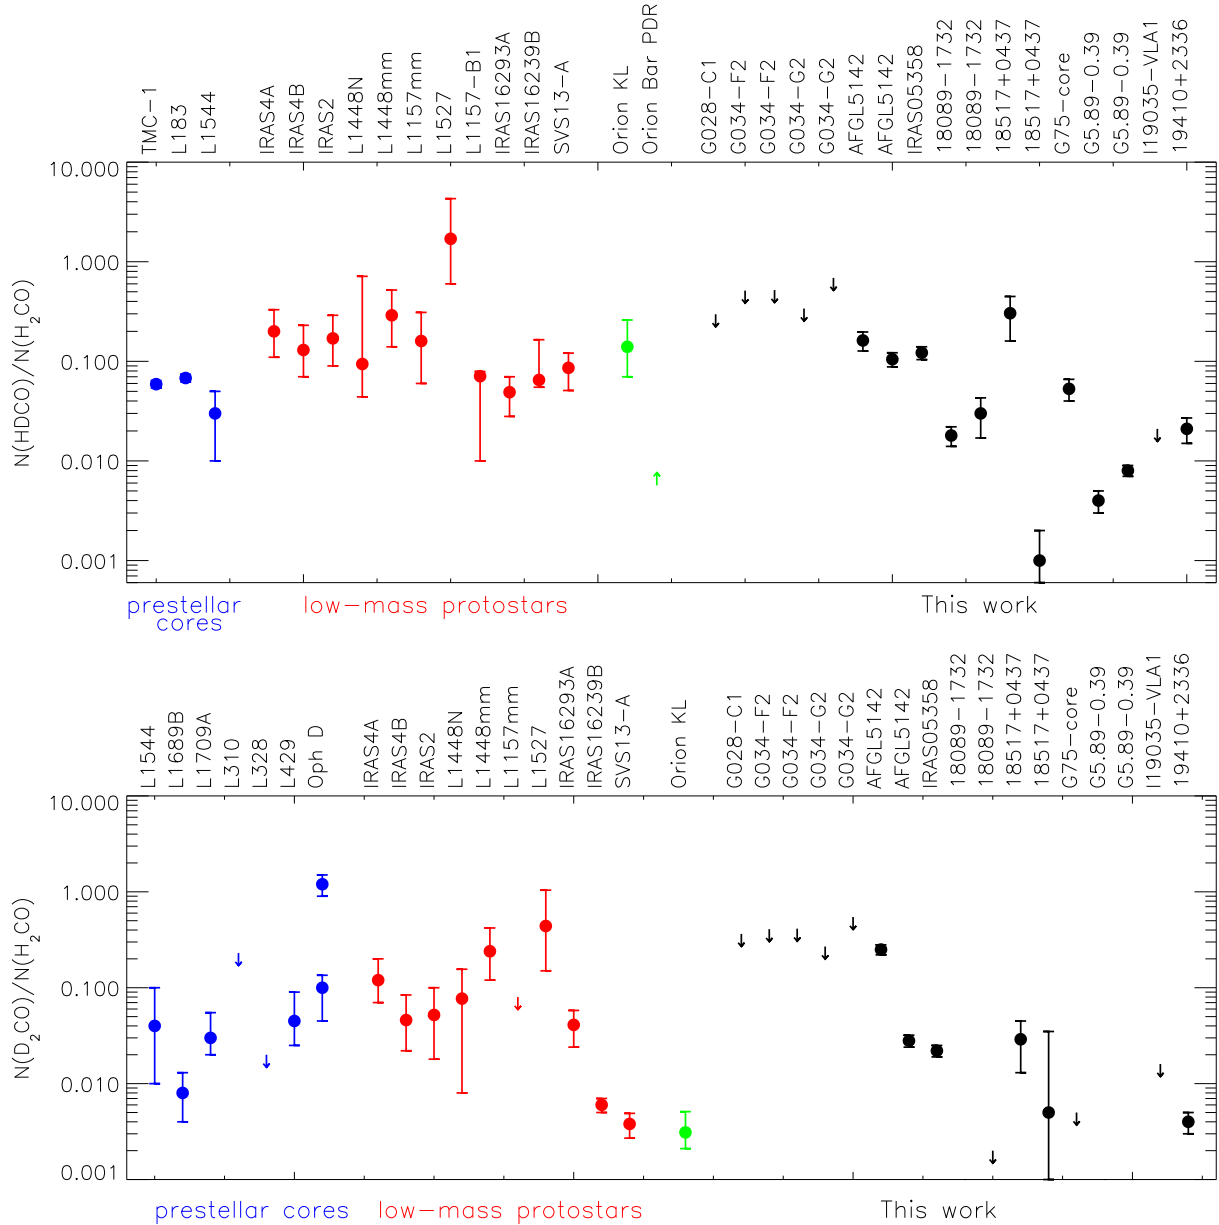 TMC-1
L183
L1544
IRAS4A
IRAS4B
IRAS2
L1448N
L1448mm
L1157mm
L1527
L1157-B1
IRAS16293A
IRAS16239B
SVS13-A
Orion KL
Orion Bar PDR
G028-C1
G034-F2
G034-F2
G034-G2
G034-G2
AFGL5142
AFGL5142
IRAS05358
18089-1732
18089-1732
18517+0437
18517+0437
G75-core
G5.89-0.39
G5.89-0.39
I19035-VLA1
19410+2336
N(HDCO)/N(H₂CO)
10.000
1.000
0.100
0.010
0.001
prestellar
cores
low-mass protostars
This work
L1544
L1689B
L1709A
L310
L328
L429
Oph D
IRAS4A
IRAS4B
IRAS2
L1448N
L1448mm
L1157mm
L1527
IRAS16293A
IRAS16239B
SVS13-A
Orion KL
G028-C1
G034-F2
G034-F2
G034-G2
G034-G2
AFGL5142
AFGL5142
IRAS05358
18089-1732
18089-1732
18517+0437
18517+0437
G75-core
G5.89-0.39
G5.89-0.39
I19035-VLA1
19410+2336
N(D₂CO)/N(H₂CO)
10.000
1.000
0.100
0.010
0.001
prestellar cores
low-mass protostars
This work